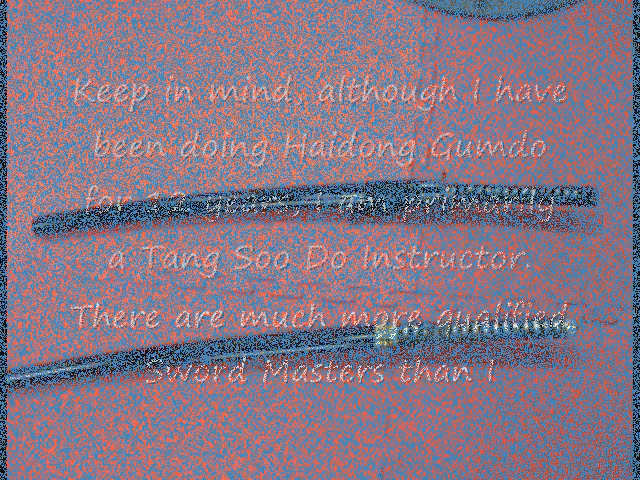 Keep in mind, although I have
been doing Haidong Gumdo
for 12 years, I am primarily
a Tang Soo Do Instructor.
There are much more qualified
Sword Masters than I